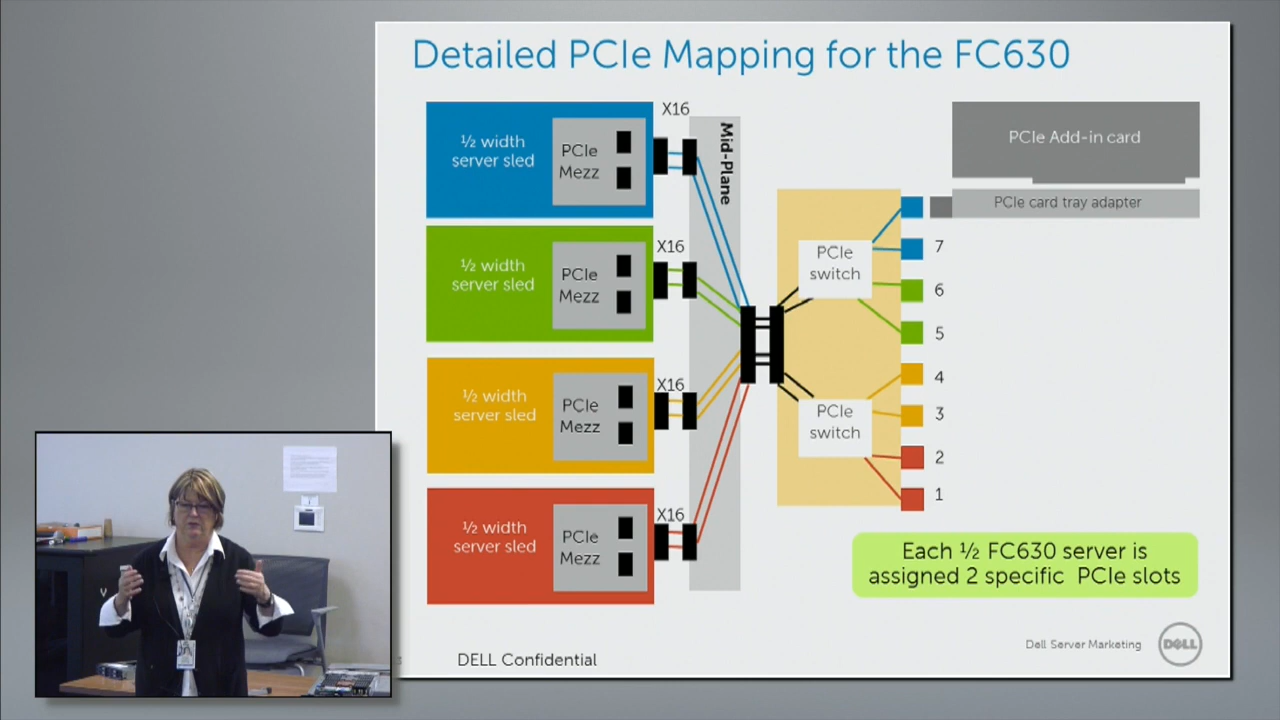 Detailed PCIe Mapping for the FC630
X16
½ width
server sled
PCIe
Mezz
Mid-Plane
PCIe Add-in card
PCIe card tray adapter
X16
½ width
server sled
PCIe
Mezz
PCIe
switch
7
6
5
X16
½ width
server sled
PCIe
Mezz
PCIe
switch
4
3
2
1
X16
½ width
server sled
PCIe
Mezz
Each ½ FC630 server is
assigned 2 specific PCIe slots
Dell Server Marketing
DELL
DELL Confidential